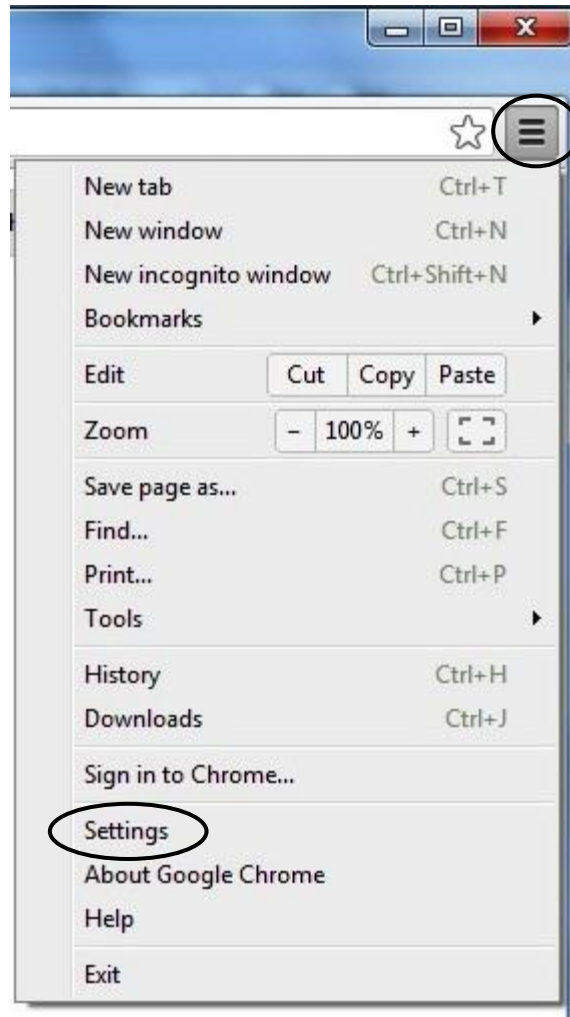 New tab Ctrl+T
New window Ctrl+N
New incognito window Ctrl+Shift+N
Bookmarks
Edit Cut Copy Paste
Zoom - 100% +
Save page as... Ctrl+S
Find... Ctrl+F
Print... Ctrl+P
Tools
History Ctrl+H
Downloads Ctrl+J
Sign in to Chrome...
Settings
About Google Chrome
Help
Exit